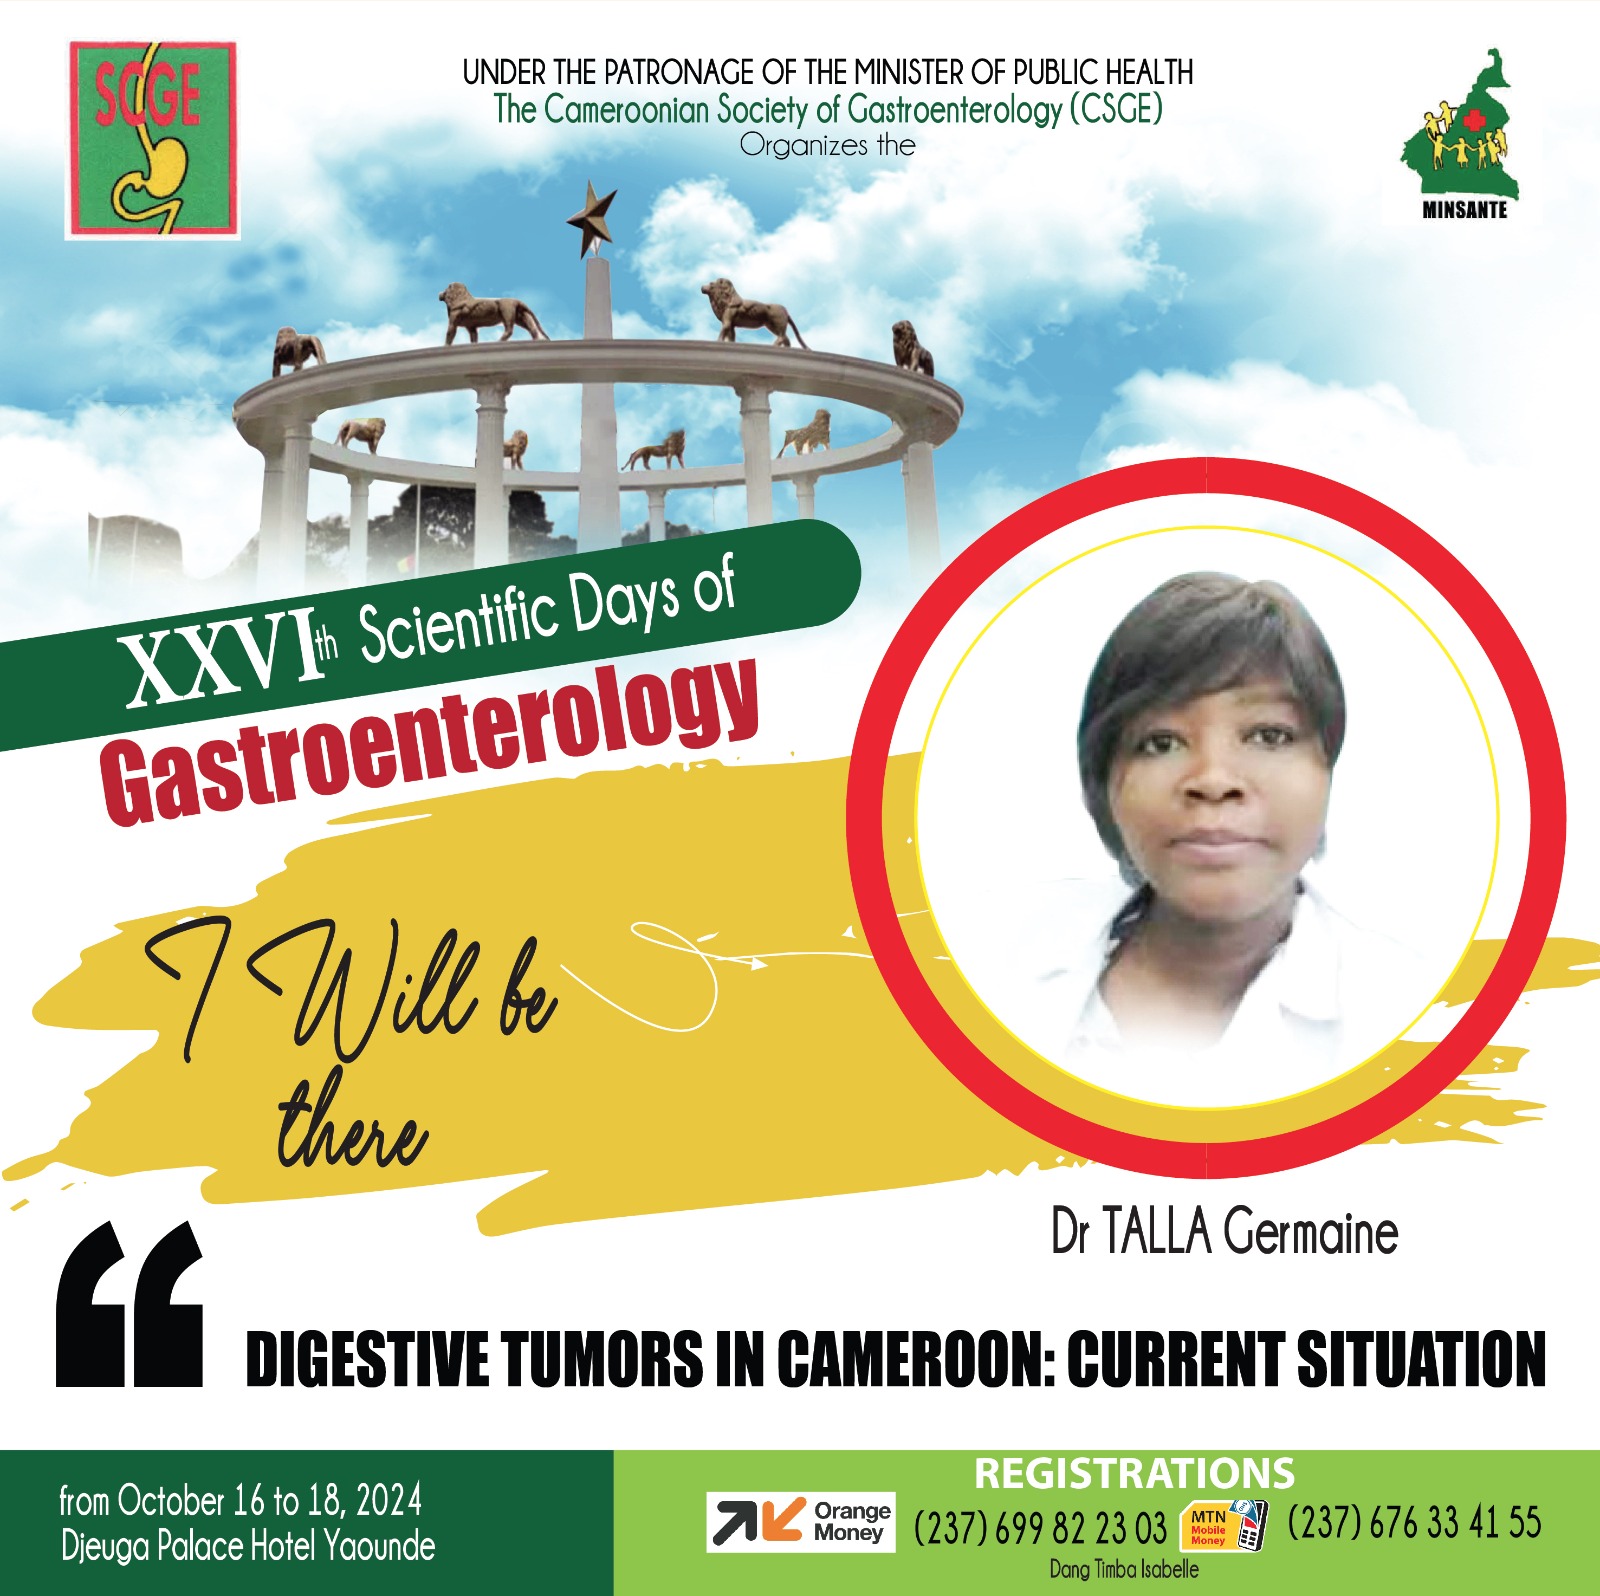 SCGE
UNDER THE PATRONAGE OF THE MINISTER OF PUBLIC HEALTH
The Cameroonian Society of Gastroenterology (CSGE)
Organizes the
MINSANTE
XXVIth Scientific Days of
Gastroenterology
I Will be
there
Dr TALLA Germaine
“
DIGESTIVE TUMORS IN CAMEROON: CURRENT SITUATION
from October 16 to 18, 2024
Djeuga Palace Hotel Yaounde
REGISTRATIONS
Orange
Money
(237) 699 82 23 03
MTN
Mobile
Money
(237) 676 33 41 55
Dang Timba Isabelle